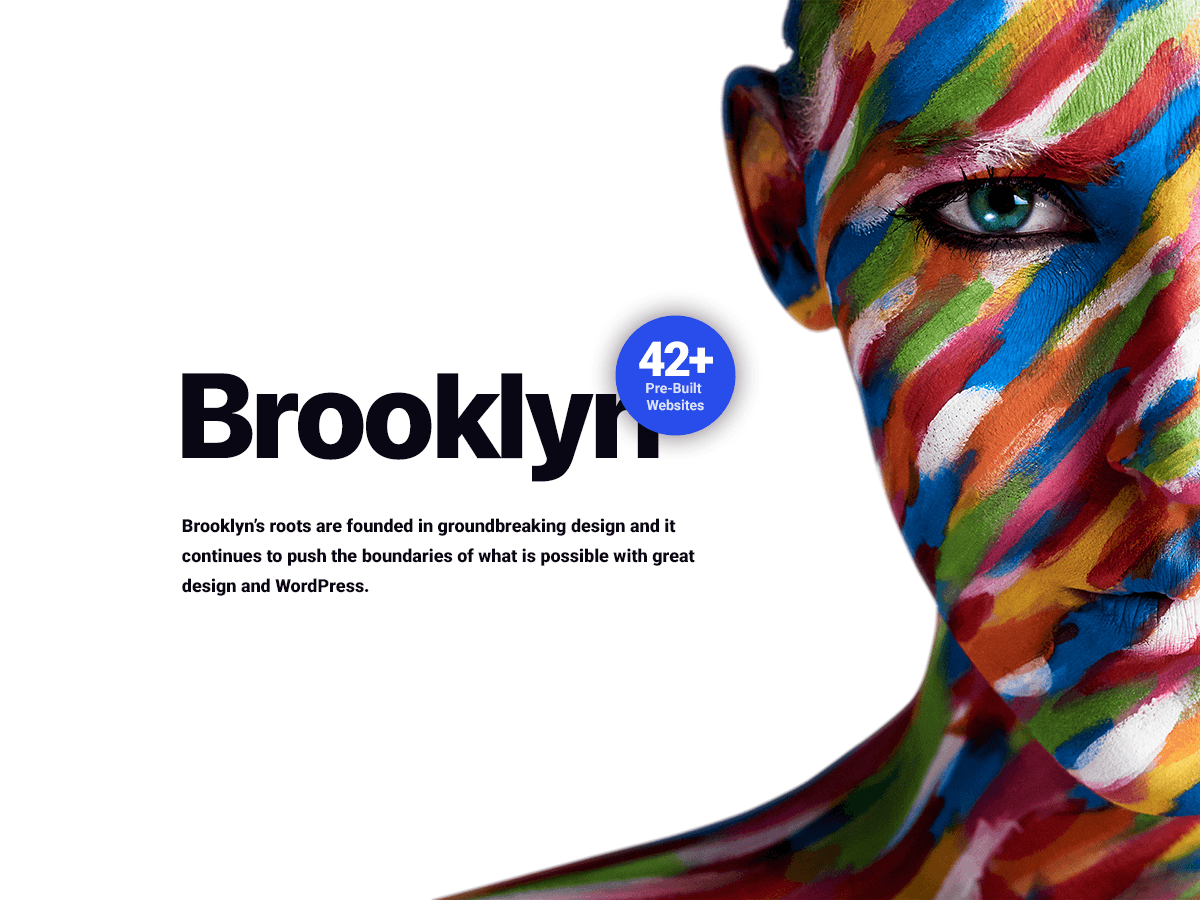 42+
Pre-Built
Websites
Brooklyn
Brooklyn’s roots are founded in groundbreaking design and it
continues to push the boundaries of what is possible with great
design and WordPress.